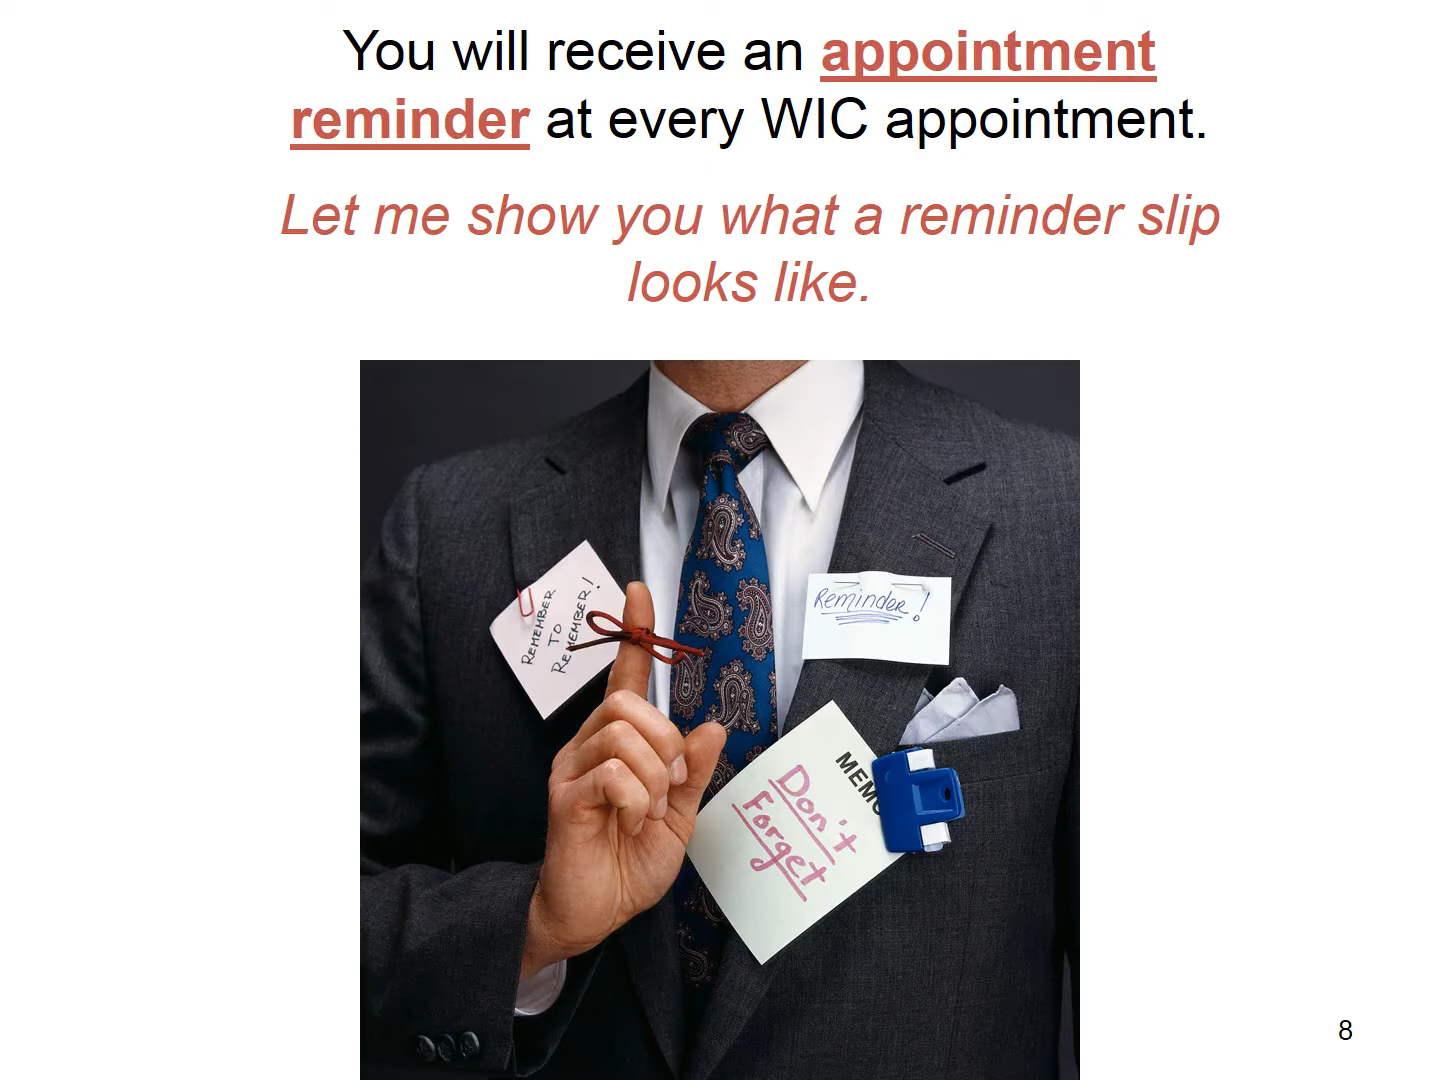 You will receive an appointment
reminder at every WIC appointment.
Let me show you what a reminder slip
looks like.
REMEMBER
TO
REMEMBER!
Reminder!
MEMO
Don't
Forget
8